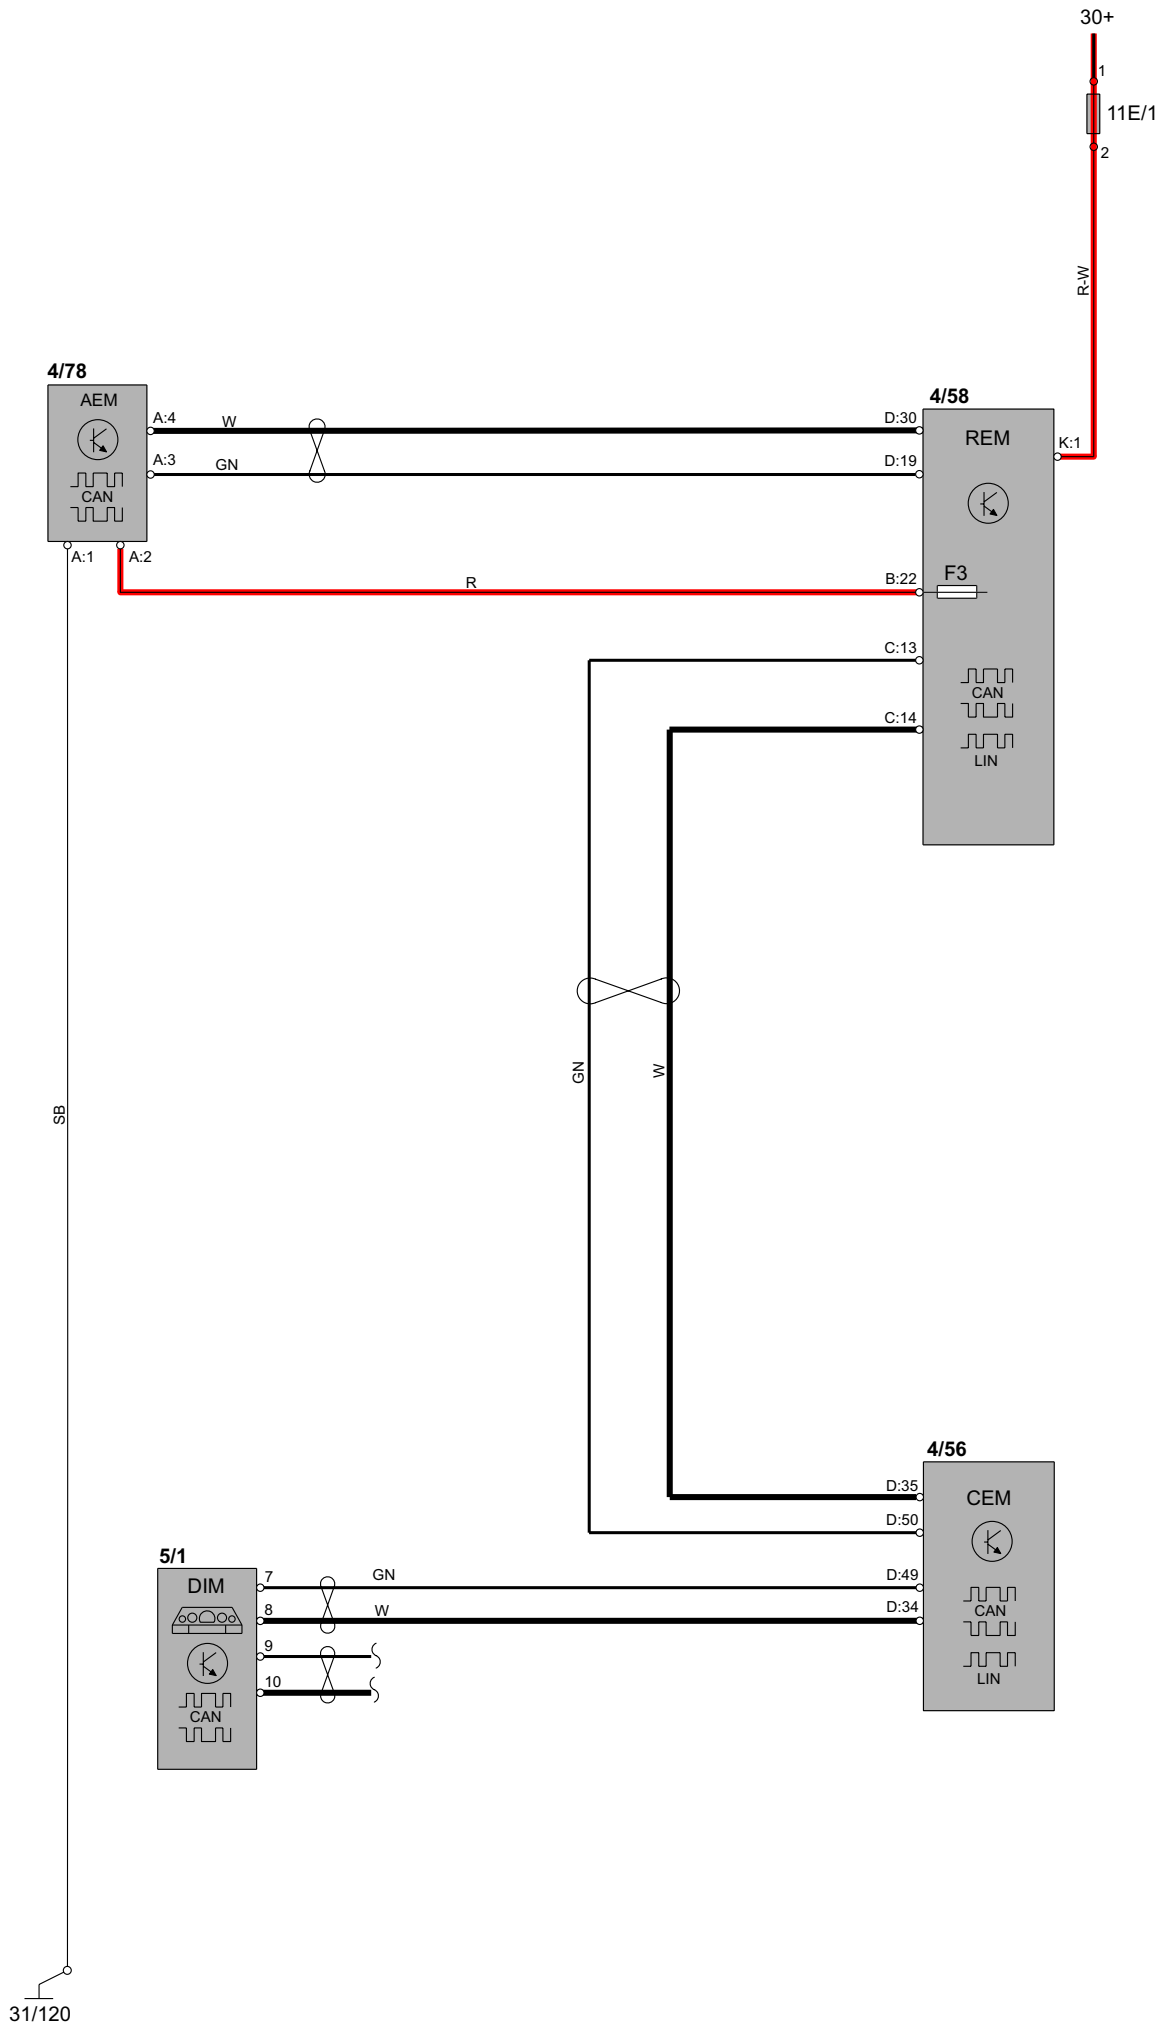 30+
1
11E/1
2
R-W
4/78
AEM
CAN
A:4
W
A:3
GN
A:1
A:2
R
4/58
REM
D:30
D:19
K:1
B:22
F3
C:13
C:14
CAN
LIN
SB
GN
W
4/56
CEM
D:35
D:50
D:49
D:34
CAN
LIN
5/1
DIM
CAN
7
GN
8
W
9
10
31/120